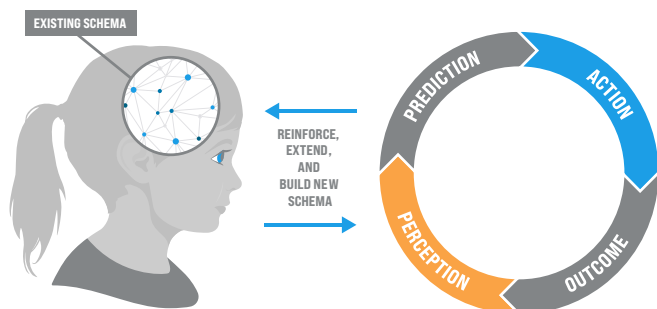 EXISTING SCHEMA
REINFORCE,
EXTEND,
AND
BUILD NEW
SCHEMA
PREDICTION
ACTION
OUTCOME
PERCEPTION